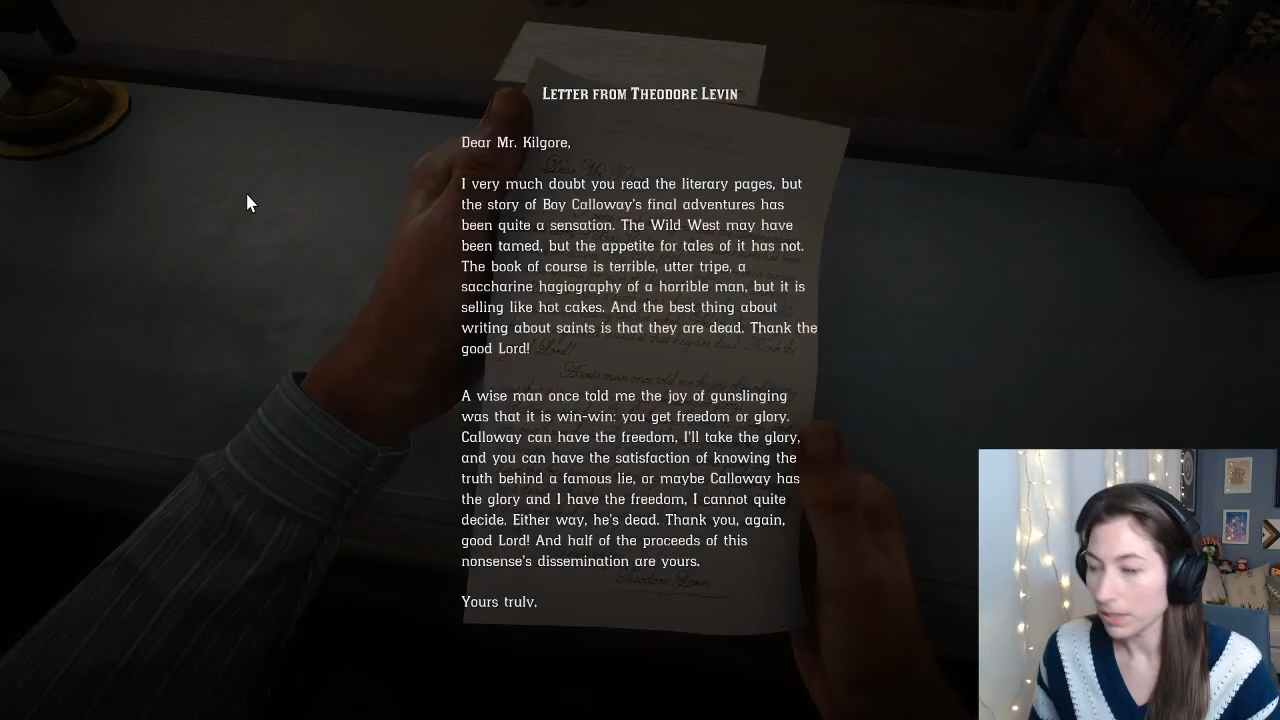 Letter from Theodore Levin
Dear Mr. Kilgore,
I very much doubt you read the literary pages, but
the story of Boy Calloway's final adventures has
been quite a sensation. The Wild West may have
been tamed, but the appetite for tales of it has not.
The book of course is terrible, utter tripe, a
saccharine hagiography of a horrible man, but it is
selling like hot cakes. And the best thing about
writing about saints is that they are dead. Thank the
good Lord!
A wise man once told me the joy of gunslinging
was that it is win-win: you get freedom or glory.
Calloway can have the freedom, I'll take the glory,
and you can have the satisfaction of knowing the
truth behind a famous lie, or maybe Calloway has
the glory and I have the freedom, I cannot quite
decide. Either way, he's dead. Thank you, again,
good Lord! And half of the proceeds of this
nonsense's dissemination are yours.
Yours truly,